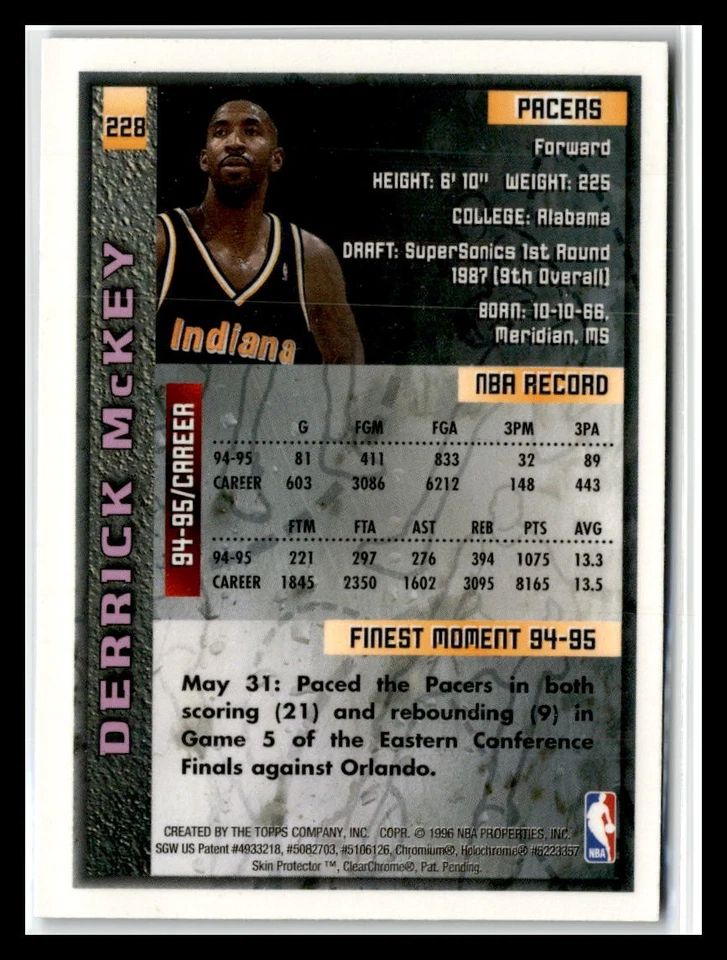 228
DERRICK McKEY
PACERS
Forward
HEIGHT: 6' 10" WEIGHT: 225
COLLEGE: Alabama
DRAFT: SuperSonics 1st Round
1987 (9th Overall)
BORN: 10-10-66,
Meridian, MS
Indiana
NBA RECORD
94-95/CAREER
G FGM FGA 3PM 3PA
94-95 81 411 833 32 89
CAREER 603 3086 6212 148 443
FTM FTA AST REB PTS AVG
94-95 221 297 276 394 1075 13.3
CAREER 1845 2350 1602 3095 8165 13.5
FINEST MOMENT 94-95
May 31: Paced the Pacers in both
scoring (21) and rebounding (9) in
Game 5 of the Eastern Conference
Finals against Orlando.
CREATED BY THE TOPPS COMPANY, INC. COPR. © 1996 NBA PROPERTIES, INC.
SGW US Patent #4933218, #5082703, #5106126, Chromium®, Holochrome® #6223357
Skin Protector ™, ClearChrome®, Pat. Pending.
NBA